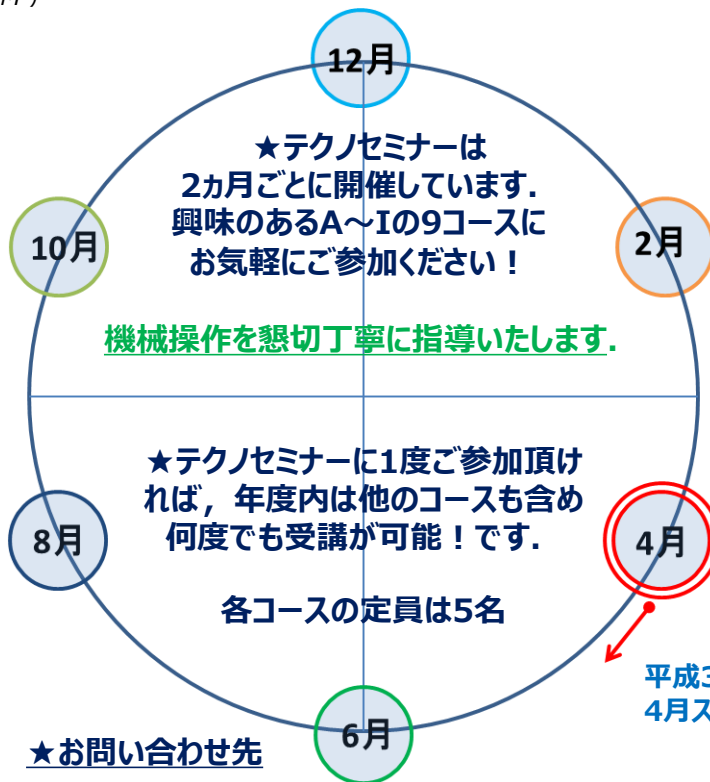 12月
★テクノセミナーは
2ヵ月ごとに開催しています.
興味のあるA～Iの9コースに
お気軽にご参加ください！
10月
2月
機械操作を懇切丁寧に指導いたします.
★テクノセミナーに1度ご参加頂け
れば，年度内は他のコースも含め
何度でも受講が可能！です.
8月
4月
各コースの定員は5名
平成3
4月ス
6月
★お問い合わせ先